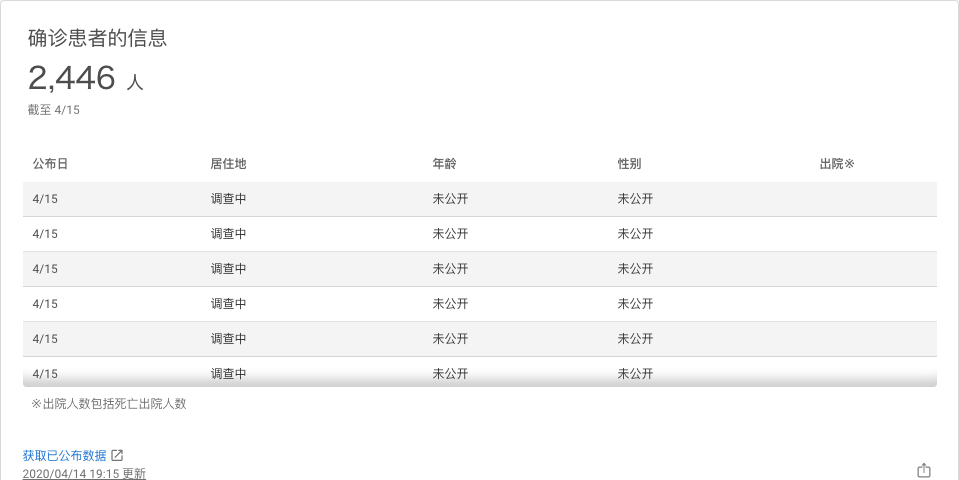 确诊患者的信息
2,446 人
截至 4/15
公布日 居住地 年龄 性别 出院※
4/15 调查中 未公开 未公开
4/15 调查中 未公开 未公开
4/15 调查中 未公开 未公开
4/15 调查中 未公开 未公开
4/15 调查中 未公开 未公开
4/15 调查中 未公开 未公开
※出院人数包括死亡出院人数
获取已公布数据
2020/04/14 19:15 更新